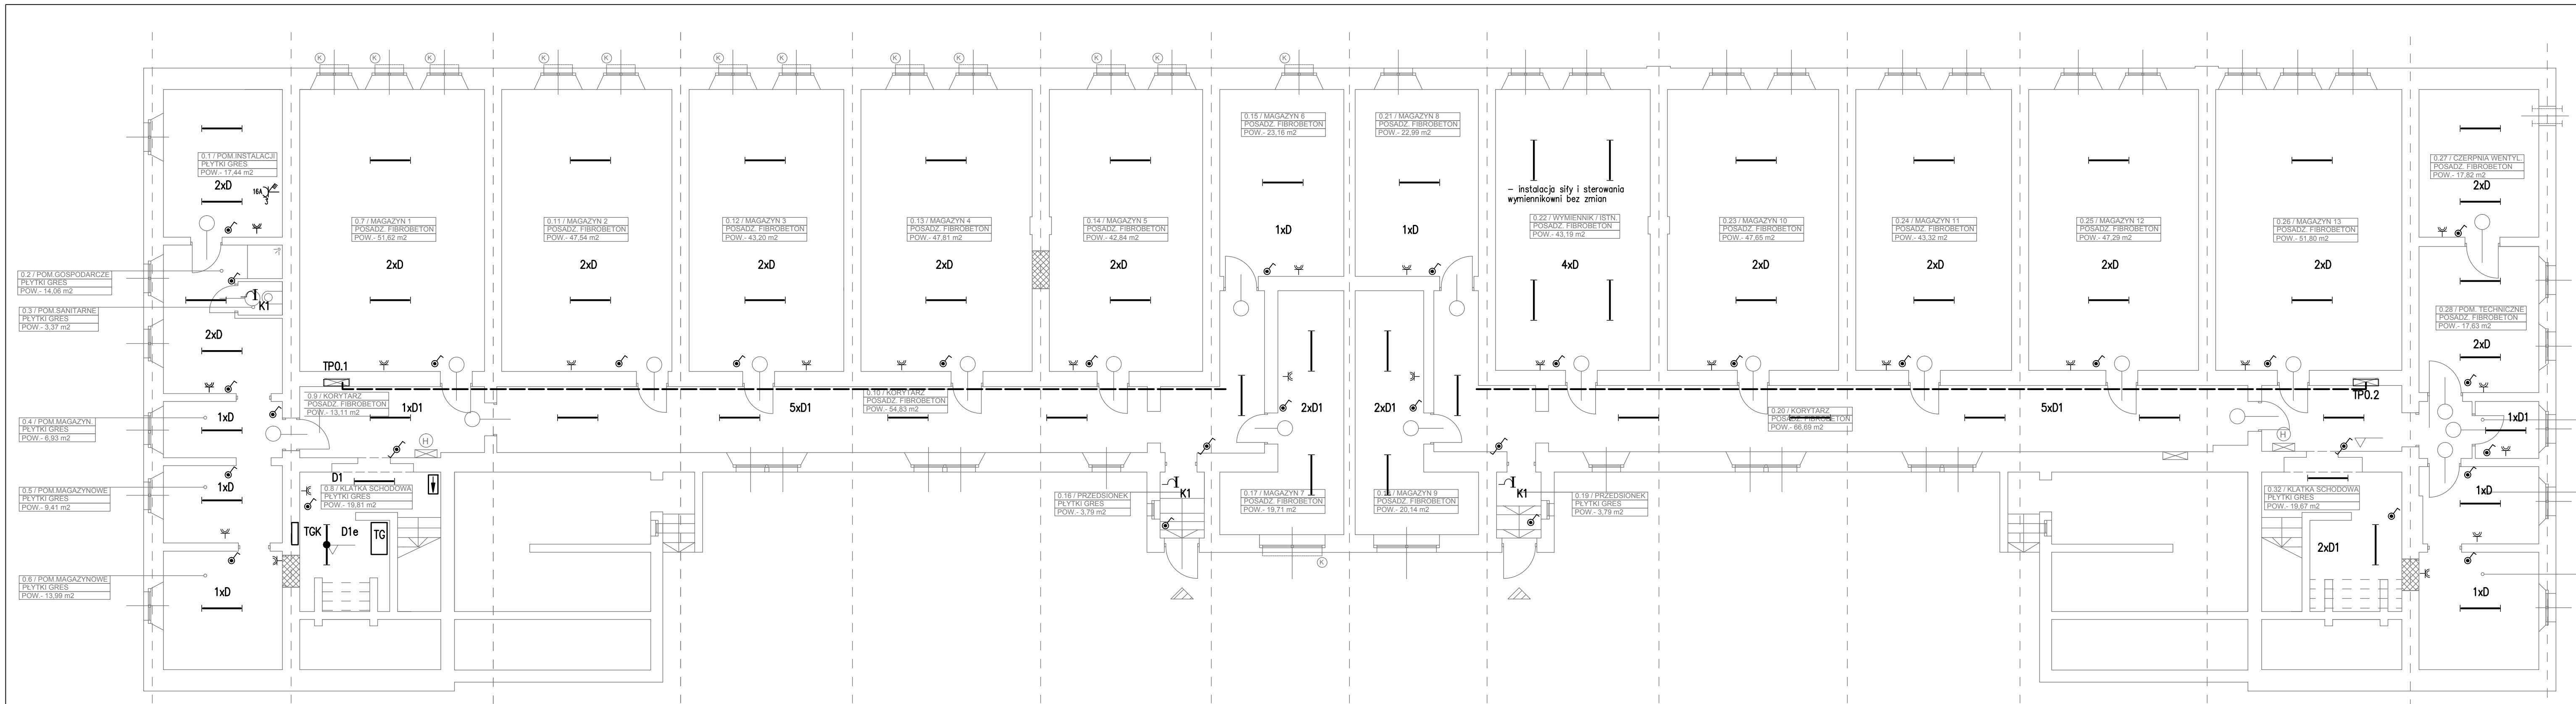 K
K
K
K
K
K
K
K
K
K
K
K
0.1 / POM.INSTALACJI
PŁYTKI GRES
POW.- 17,44 m2
2xD
16A
3
0.7 / MAGAZYN 1
POSADZ. FIBROBETON
POW.- 51,62 m2
2xD
0.11 / MAGAZYN 2
POSADZ. FIBROBETON
POW.- 47,54 m2
2xD
0.12 / MAGAZYN 3
POSADZ. FIBROBETON
POW.- 43,20 m2
2xD
0.13 / MAGAZYN 4
POSADZ. FIBROBETON
POW.- 47,81 m2
2xD
0.14 / MAGAZYN 5
POSADZ. FIBROBETON
POW.- 42,84 m2
2xD
0.15 / MAGAZYN 6
POSADZ. FIBROBETON
POW.- 23,16 m2
1xD
0.21 / MAGAZYN 8
POSADZ. FIBROBETON
POW.- 22,99 m2
1xD
– instalacja siły i sterowania
wymiennikowni bez zmian
0.22 / WYMIENNIK / ISTN.
POSADZ. FIBROBETON
POW.- 43,19 m2
4xD
0.23 / MAGAZYN 10
POSADZ. FIBROBETON
POW.- 47,65 m2
2xD
0.24 / MAGAZYN 11
POSADZ. FIBROBETON
POW.- 43,32 m2
2xD
0.25 / MAGAZYN 12
POSADZ. FIBROBETON
POW.- 47,29 m2
2xD
0.26 / MAGAZYN 13
POSADZ. FIBROBETON
POW.- 51,80 m2
2xD
0.27 / CZERPNIA WENTYL.
POSADZ. FIBROBETON
POW.- 17,82 m2
2xD
0.2 / POM.GOSPODARCZE
PŁYTKI GRES
POW.- 14,06 m2
0.3 / POM.SANITARNE
PŁYTKI GRES
POW.- 3,37 m2
K1
2xD
0.28 / POM. TECHNICZNE
POSADZ. FIBROBETON
POW.- 17,63 m2
2xD
TP0.1
0.9 / KORYTARZ
POSADZ. FIBROBETON
POW.- 13,11 m2
1xD1
5xD1
0.10 / KORYTARZ
POSADZ. FIBROBETON
POW.- 54,83 m2
2xD1
2xD1
0.20 / KORYTARZ
POSADZ. FIBROBETON
POW.- 66,69 m2
5xD1
TP0.2
1xD1
0.4 / POM.MAGAZYN.
PŁYTKI GRES
POW.- 6,93 m2
1xD
H
H
0.5 / POM.MAGAZYNOWE
PŁYTKI GRES
POW.- 9,41 m2
1xD
D1
0.8 / KLATKA SCHODOWA
PŁYTKI GRES
POW.- 19,81 m2
TGK
D1e
TG
0.16 / PRZEDSIONEK
PŁYTKI GRES
POW.- 3,79 m2
K1
0.17 / MAGAZYN 7
POSADZ. FIBROBETON
POW.- 19,71 m2
/ MAGAZYN 9
POSADZ. FIBROBETON
POW.- 20,14 m2
K1
0.19 / PRZEDSIONEK
PŁYTKI GRES
POW.- 3,79 m2
0.32 / KLATKA SCHODOWA
PŁYTKI GRES
POW.- 19,67 m2
2xD1
1xD
K
0.6 / POM.MAGAZYNOWE
PŁYTKI GRES
POW.- 13,99 m2
1xD
1xD